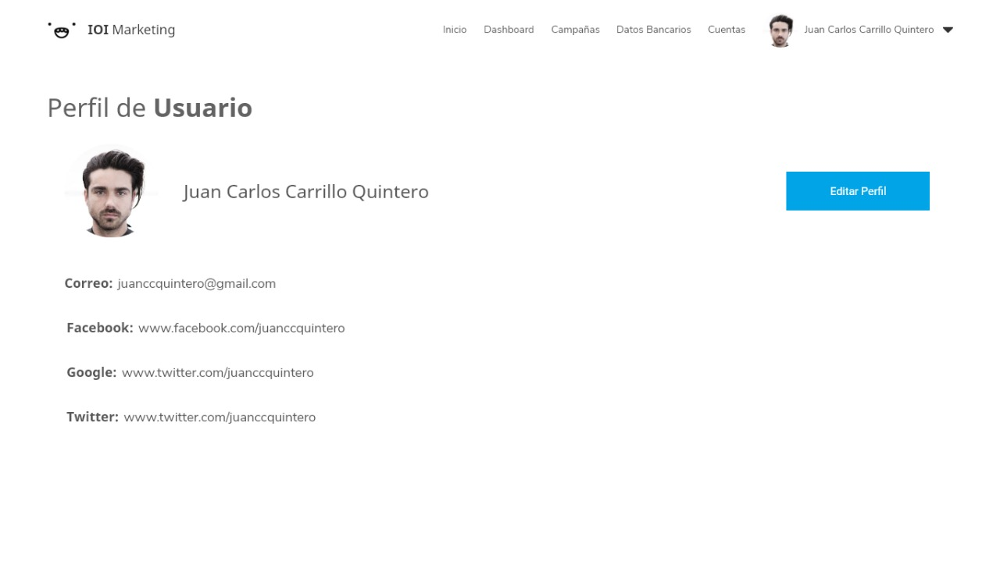 IOI Marketing
Inicio Dashboard Campañas Datos Bancarios Cuentas Juan Carlos Carrillo Quintero
Perfil de Usuario
Juan Carlos Carrillo Quintero
Editar Perfil
Correo: juanccquintero@gmail.com
Facebook: www.facebook.com/juanccquintero
Google: www.twitter.com/juanccquintero
Twitter: www.twitter.com/juanccquintero